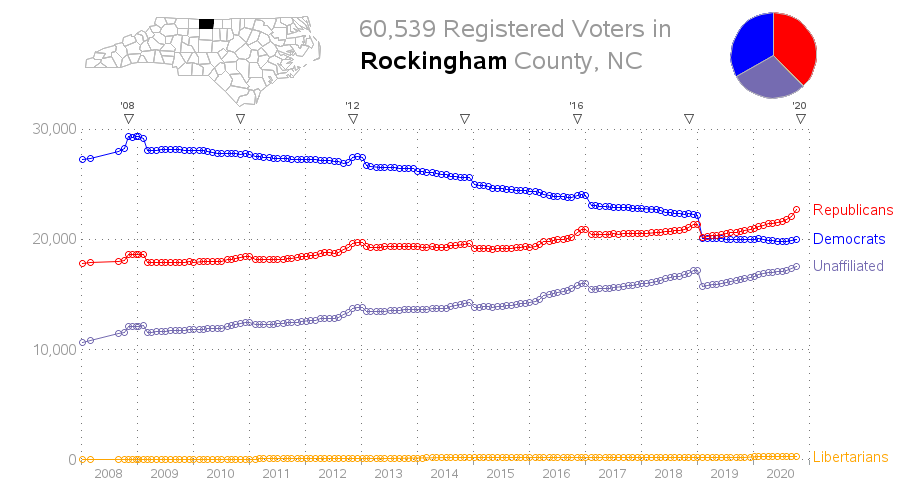 60,539 Registered Voters in
Rockingham County, NC
'08 '12 '16 '20
30,000
Republicans
20,000
Democrats
Unaffiliated
10,000
0
Libertarians
2008 2009 2010 2011 2012 2013 2014 2015 2016 2017 2018 2019 2020